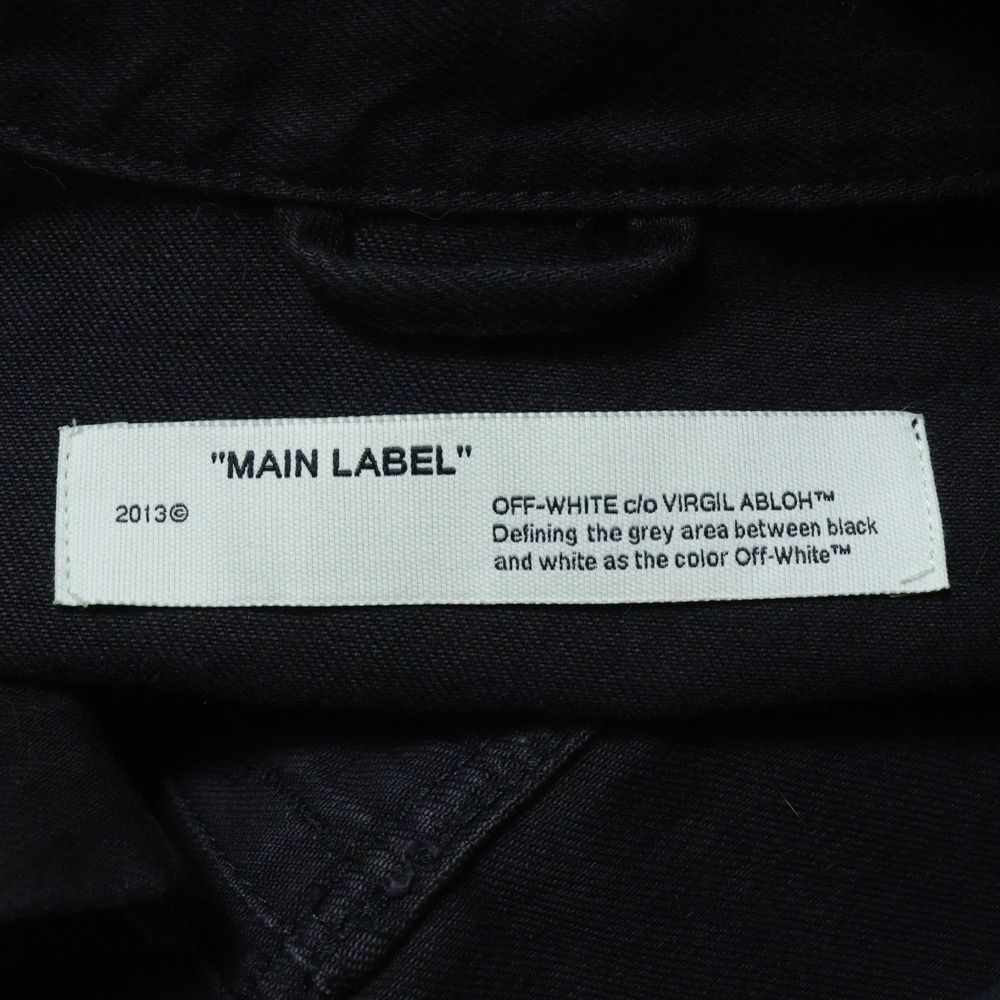 "MAIN LABEL"
2013©
OFF-WHITE c/o VIRGIL ABLOH™
Defining the grey area between black
and white as the color Off-White™